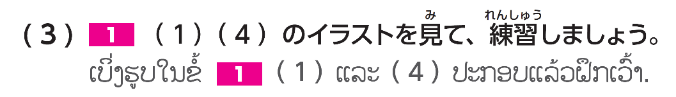 (3) 1 (1)(4)のイラストを見て、練習しましょう。
ເບິ່ງຮູບໃນຂໍ້ 1 (1) ແລະ (4) ປະກອບແລ້ວຝຶກເວົ້າ.